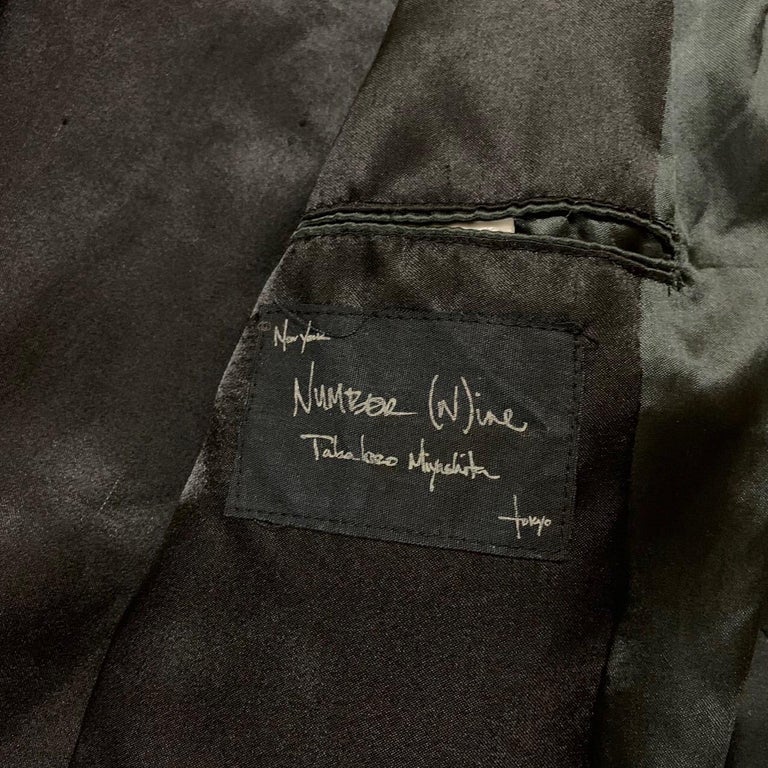 New York
NUMBER (N)ine
Takahiro Miyashita
tokyo